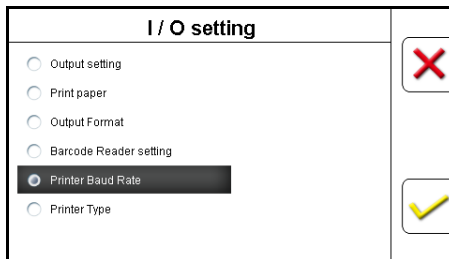 I / O setting
Output setting
Print paper
Output Format
Barcode Reader setting
Printer Baud Rate
Printer Type